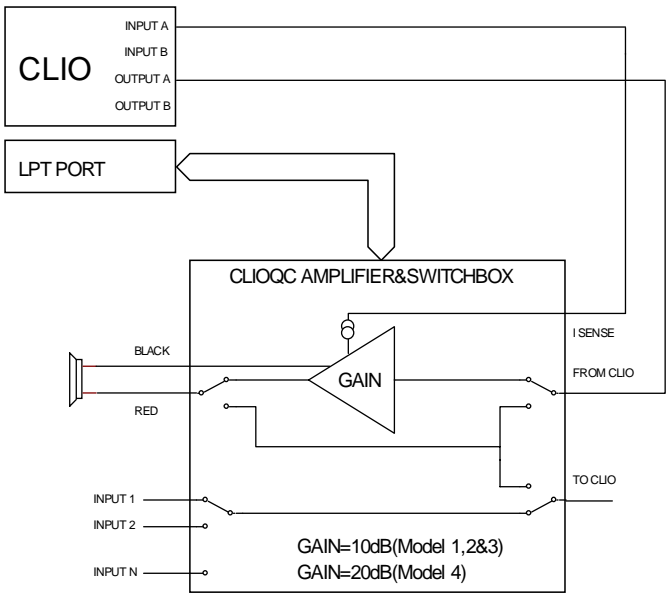 INPUT A
INPUT B
CLIO
OUTPUT A
OUTPUT B
LPT PORT
CLIOQC AMPLIFIER&SWITCHBOX
I SENSE
BLACK
GAIN
FROM CLIO
RED
TO CLIO
INPUT 1
INPUT 2
GAIN=10dB(Model 1,2&3)
INPUT N
GAIN=20dB(Model 4)